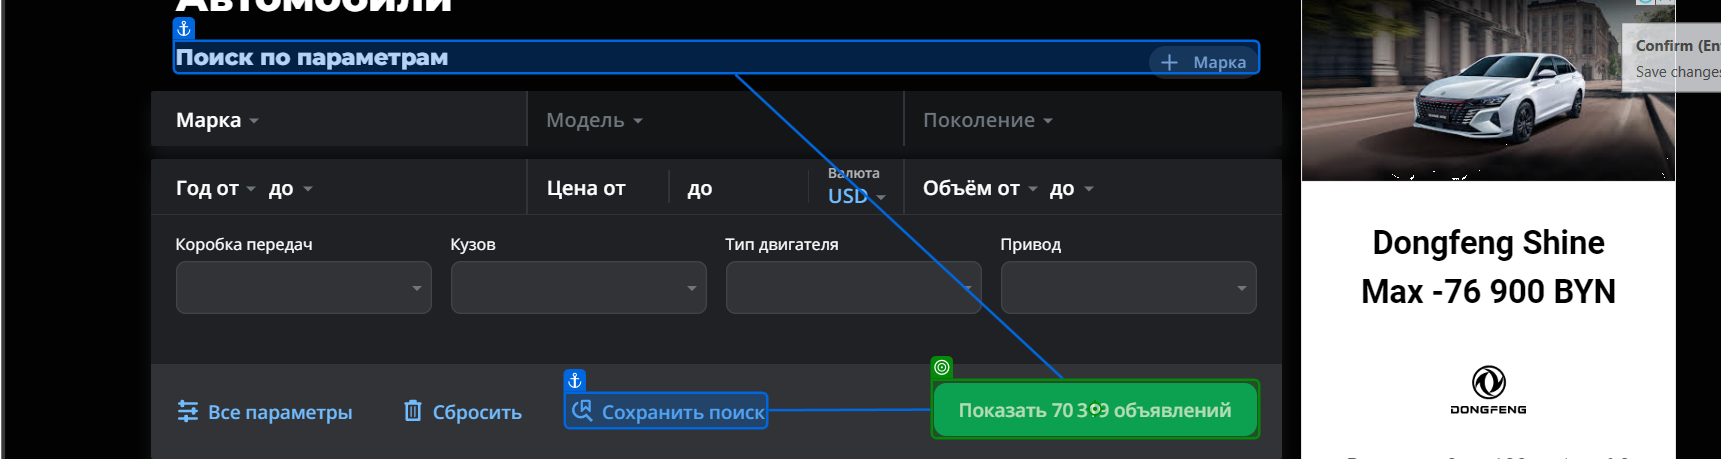 Автомобили
Поиск по параметрам
+ Марка
Марка Модель Поколение
Год от до Цена от до Валюта USD Объём от до
Коробка передач Кузов Тип двигателя Привод
Все параметры Сбросить Сохранить поиск Показать 70 3 9 объявлений
Confirm (En
Save changes
Dongfeng Shine
Max -76 900 BYN
DONGFENG